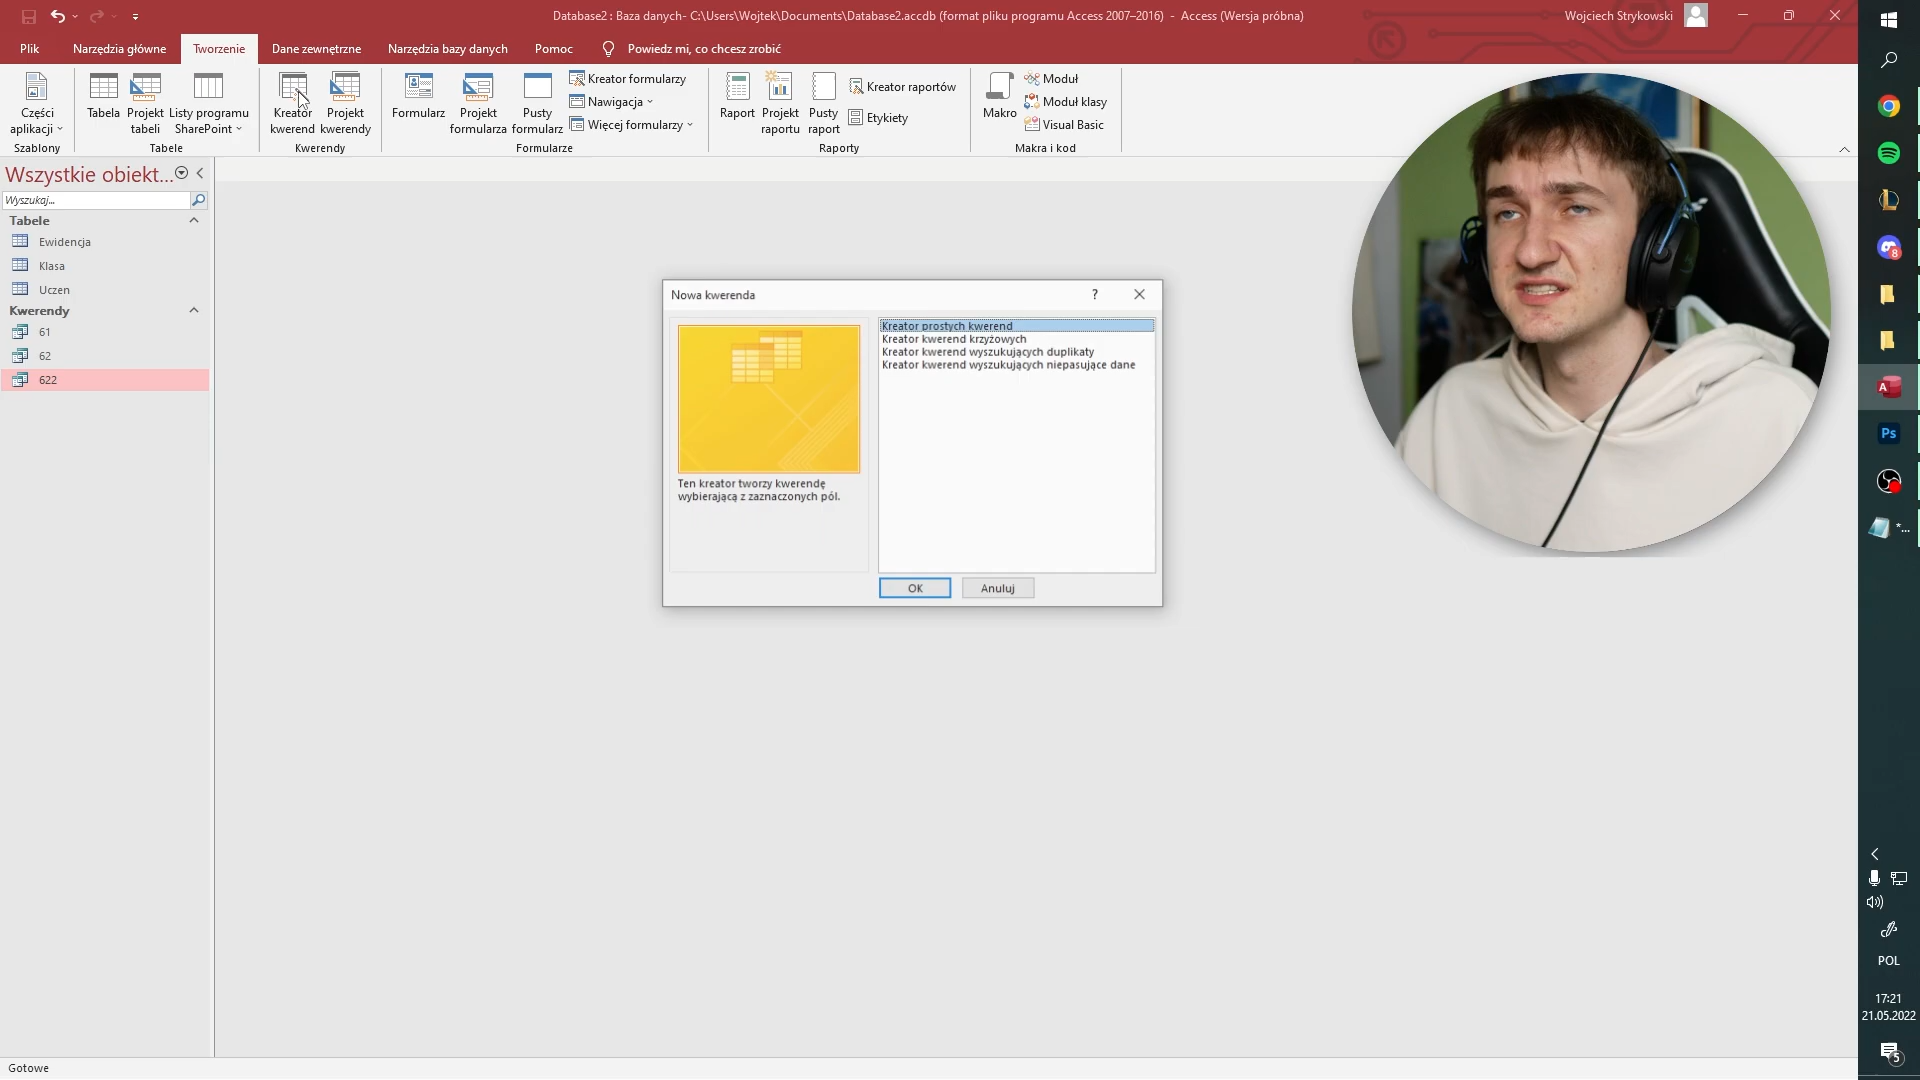 Database2 : Baza danych- C:\Users\Wojtek\Documents\Database2.accdb (format pliku programu Access 2007–2016) - Access (Wersja próbna)
Wojciech Strykowski
Plik
Narzędzia główne
Tworzenie
Dane zewnętrzne
Narzędzia bazy danych
Pomoc
Powiedz mi, co chcesz zrobić
Części
aplikacji
Tabela
Projekt
tabeli
Listy programu
SharePoint
Kreator
kwerend
Projekt
kwerendy
Formularz
Projekt
formularza
Pusty
formularz
Kreator formularzy
Nawigacja
Więcej formularzy
Raport
Projekt
raportu
Pusty
raport
Kreator raportów
Etykiety
Makro
Moduł
Moduł klasy
Visual Basic
Szablony
Tabele
Kwerendy
Formularze
Raporty
Makra i kod
Wszystkie obiekt...
Wyszukaj...
Tabele
Ewidencja
Klasa
Uczen
Kwerendy
61
62
622
Nowa kwerenda
?
Kreator prostych kwerend
Kreator kwerend krzyżowych
Kreator kwerend wyszukujących duplikaty
Kreator kwerend wyszukujących niepasujące dane
Ten kreator tworzy kwerendę
wybierającą z zaznaczonych pól.
OK
Anuluj
8
A
Ps
*...
POL
17:21
21.05.2022
5
Gotowe